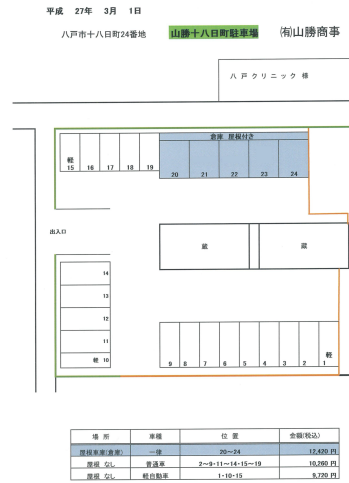 平成 27年 3月 1日
八戸市十八日町24番地 山勝十八日町駐車場 ㈲山勝商事
八戸クリニック 様
倉庫 屋根付き
軽
15 16 17 18 19
20 21 22 23 24
出入口
蔵 蔵
14
13
12
11
軽 10
軽
9 8 7 6 5 4 3 2 1
場 所 車種 位 置 金額(税込)
屋根車庫(倉庫) 一律 20～24 12,420 円
屋根 なし 普通車 2～9・11～14・15～19 10,260 円
屋根 なし 軽自動車 1・10・15 9,720 円